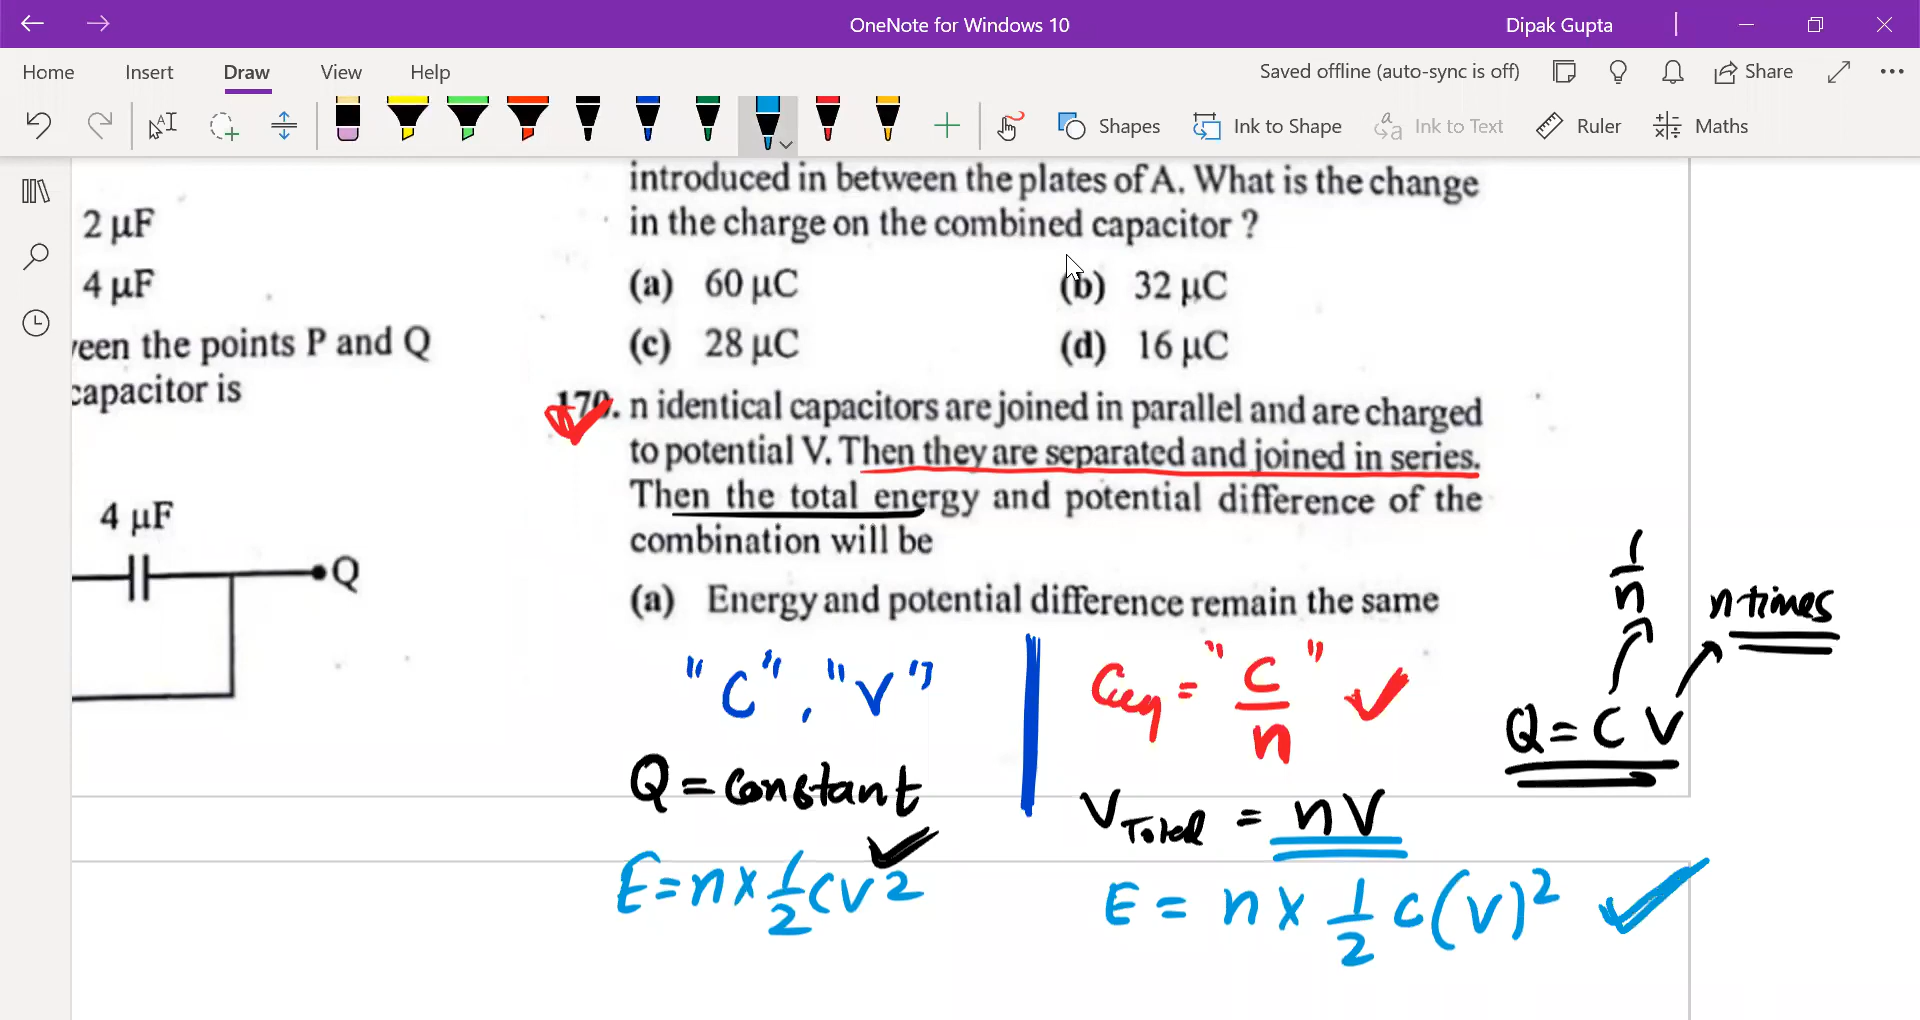 OneNote for Windows 10
Dipak Gupta
Home Insert Draw View Help
Saved offline (auto-sync is off)
Share
Shapes
Ink to Shape
Ink to Text
Ruler
Maths
2 μF
4 μF
een the points P and Q
capacitor is
4 μF
Q
introduced in between the plates of A. What is the change
in the charge on the combined capacitor ?
(a) 60 μC (b) 32 μC
(c) 28 μC (d) 16 μC
170. n identical capacitors are joined in parallel and are charged
to potential V. Then they are separated and joined in series.
Then the total energy and potential difference of the
combination will be
(a) Energy and potential difference remain the same
"C", "V"
Q = constant
E = n × 1/2 CV2
Ceq = "C/n"
VTotal = nV
E = n × 1/2 C(V)²
1/n
n times
Q = C V